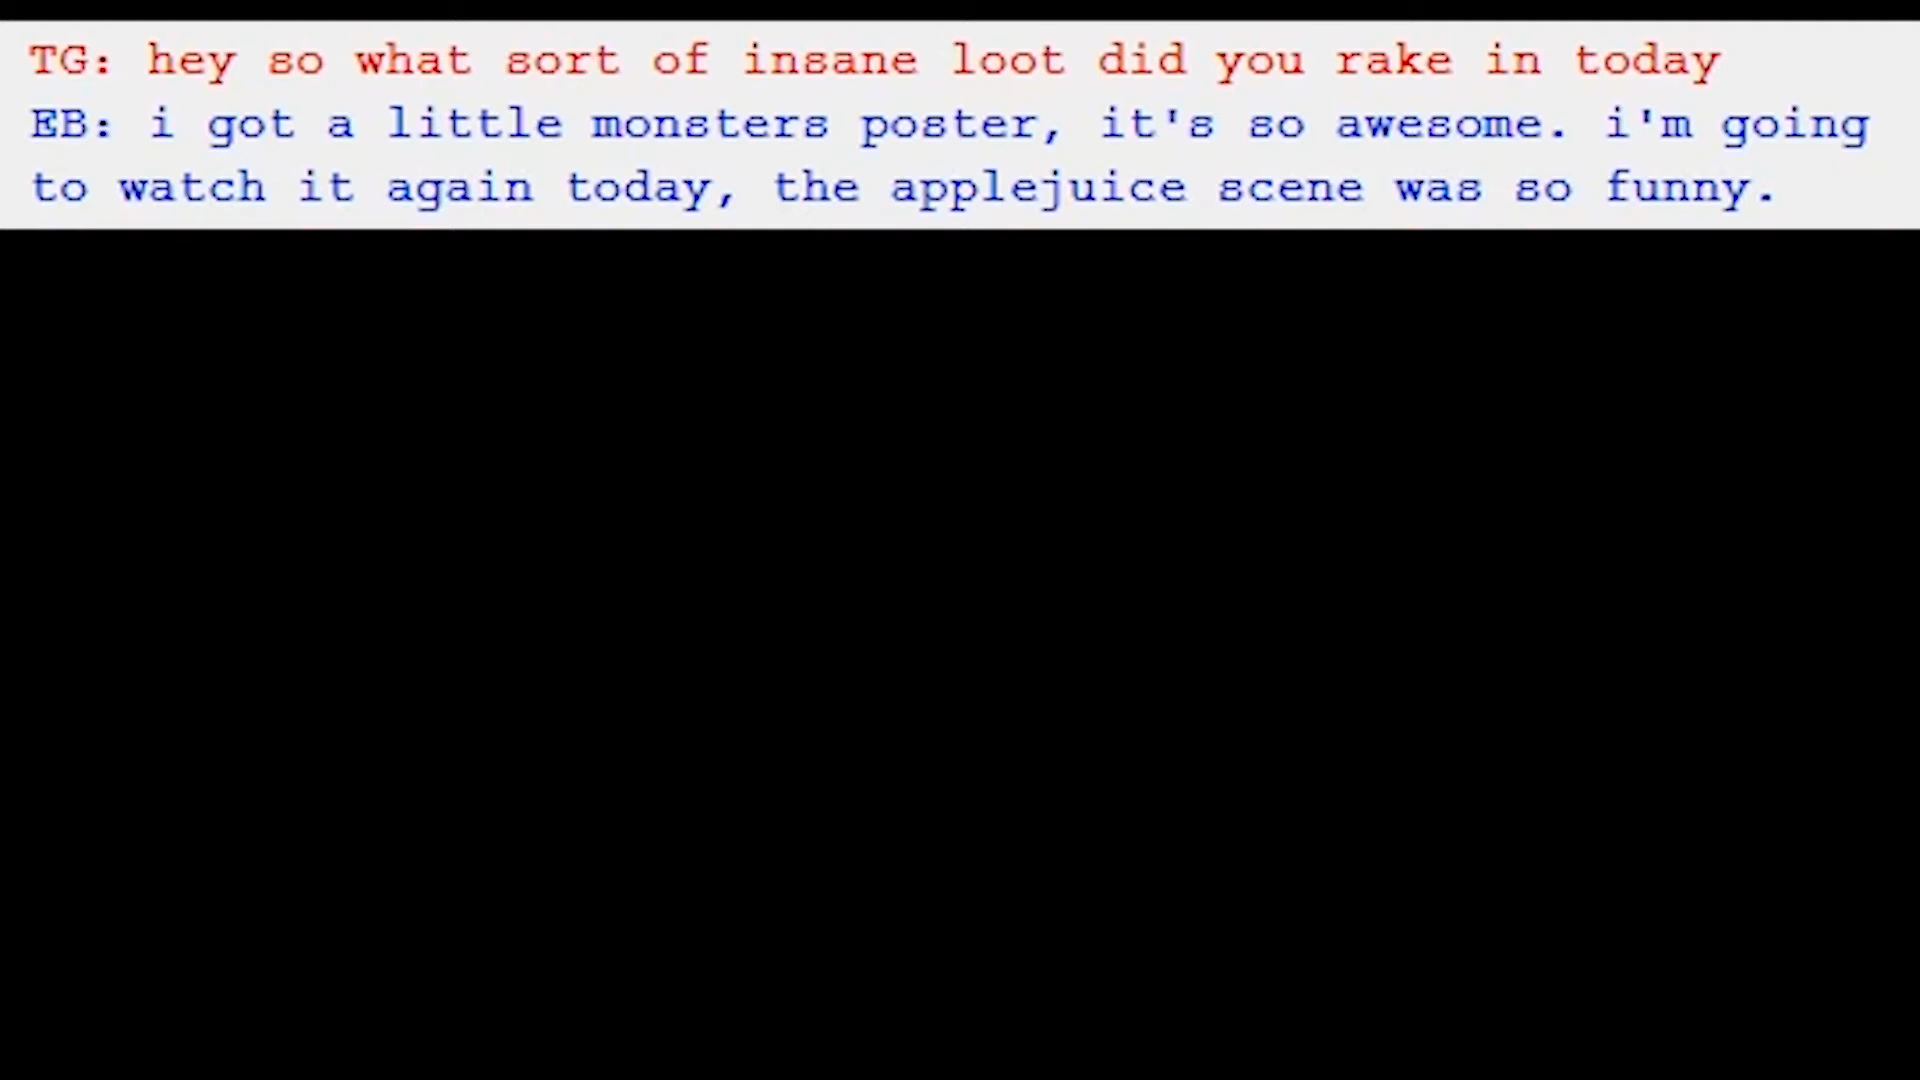 TG: hey so what sort of insane loot did you rake in today
EB: i got a little monsters poster, it's so awesome. i'm going
to watch it again today, the applejuice scene was so funny.